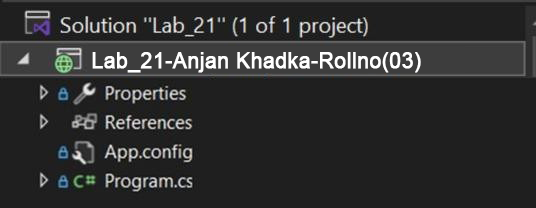 Solution "Lab_21" (1 of 1 project)
Lab_21-Anjan Khadka-Rollno(03)
Properties
References
App.config
C# Program.cs